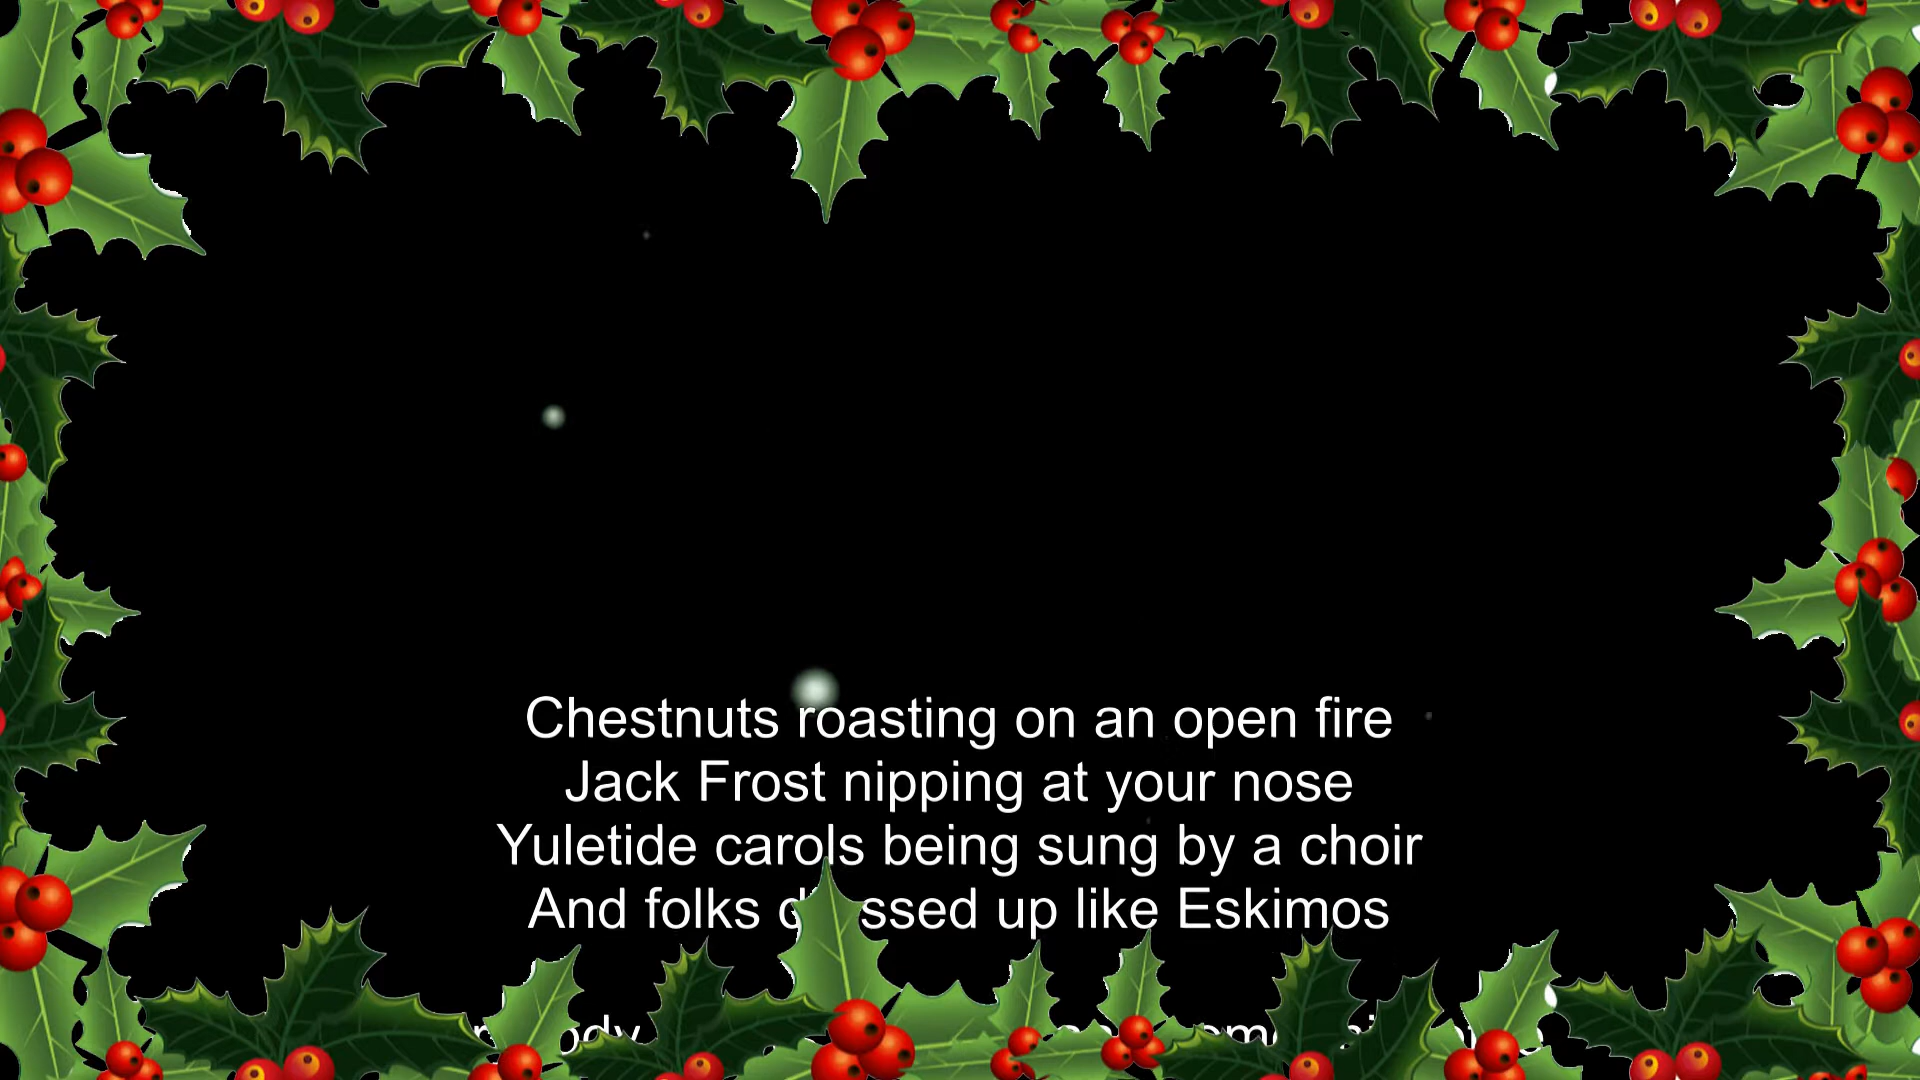 Chestnuts roasting on an open fire
Jack Frost nipping at your nose
Yuletide carols being sung by a choir
And folks dressed up like Eskimos